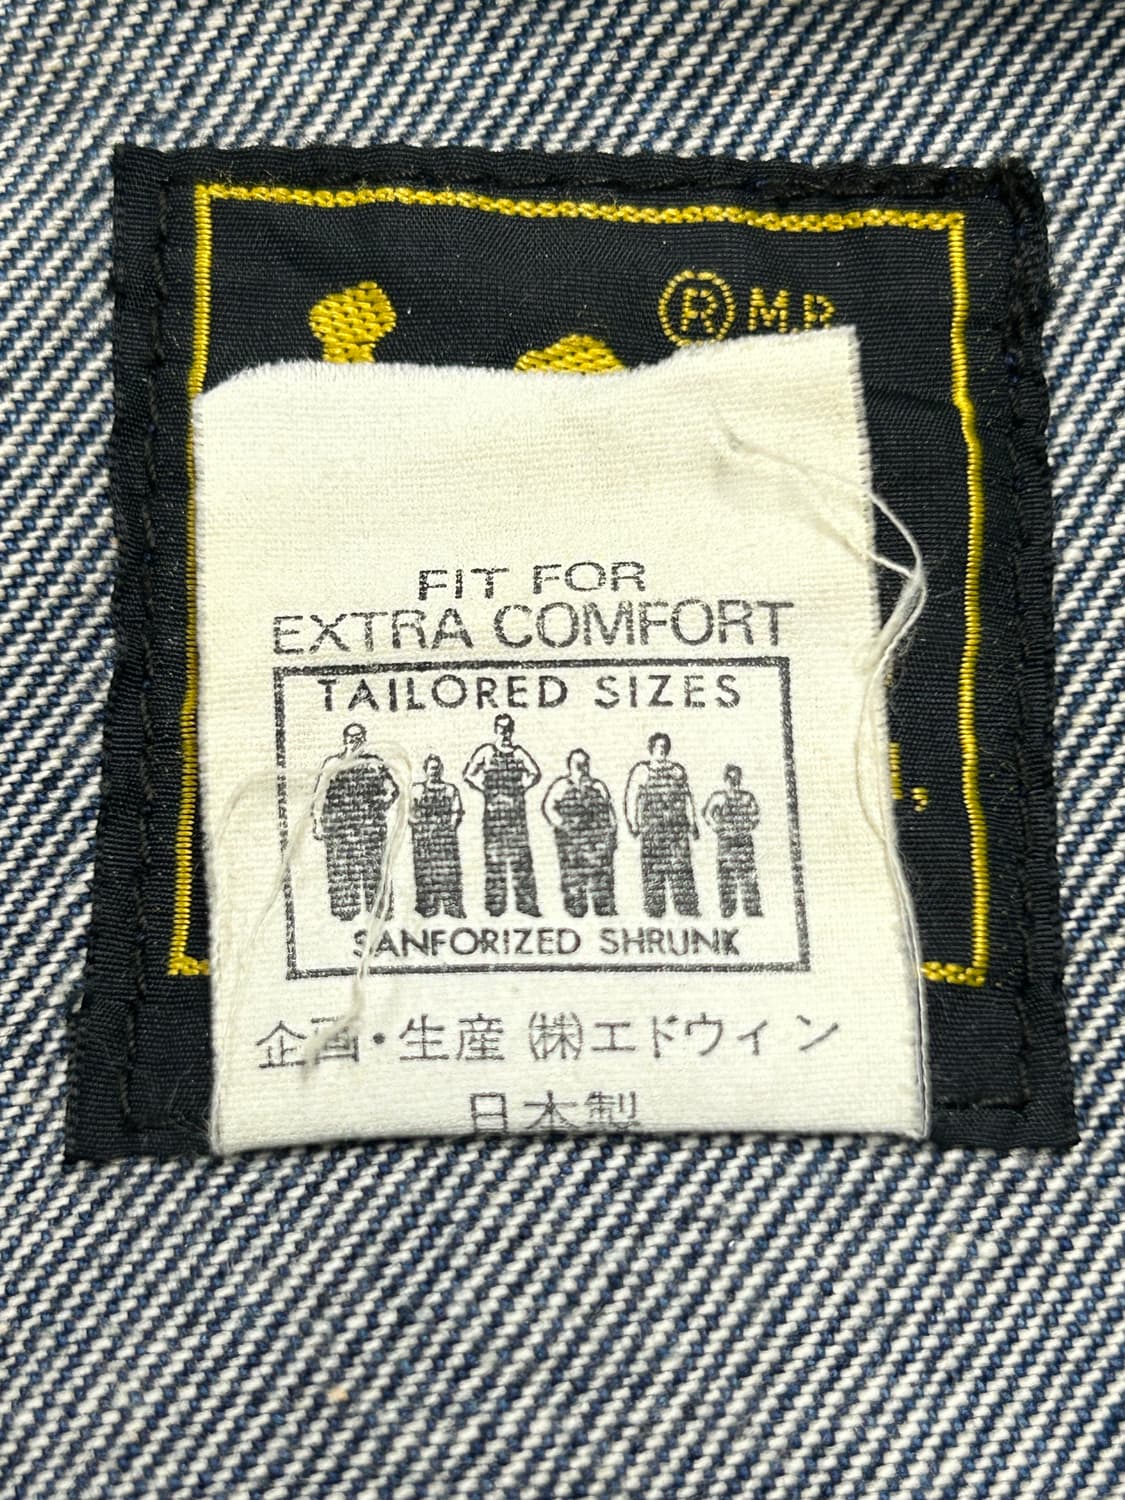 ® M.R.
FIT FOR
EXTRA COMFORT
TAILORED SIZES
SANFORIZED SHRUNK
企画・生産 ㈱エドウィン
日本製